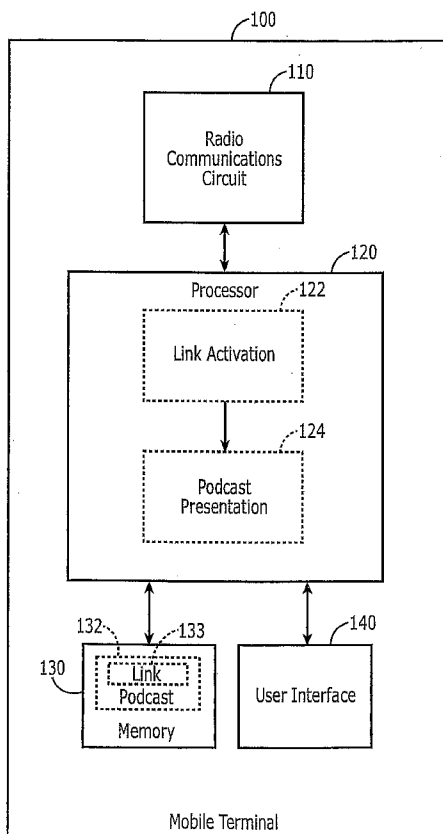 100
110
Radio
Communications
Circuit
120
Processor
122
Link Activation
124
Podcast
Presentation
132
133
130
Link
Podcast
Memory
140
User Interface
Mobile Terminal